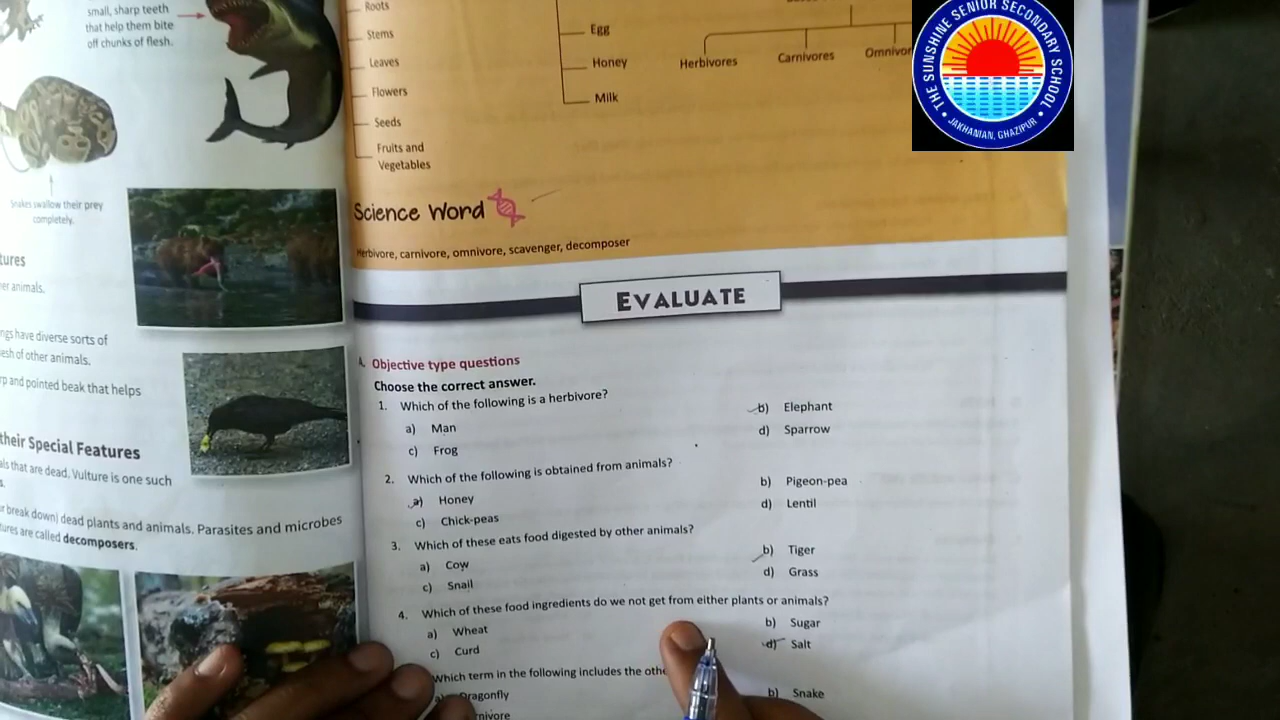 small, sharp teeth
that help them bite
off chunks of flesh.
Snakes swallow their prey
completely.
tures
er animals.
ngs have diverse sorts of
esh of other animals.
rp and pointed beak that helps
their Special Features
als that are dead. Vulture is one such
s.
r break down) dead plants and animals. Parasites and microbes
tures are called decomposers.
Roots
Stems
Leaves
Flowers
Seeds
Fruits and
Vegetables
Egg
Honey
Milk
Herbivores
Carnivores
Omnivor
THE SUNSHINE SENIOR SECONDARY SCHOOL
• JAKHANIAN, GHAZIPUR •
Science Word
Herbivore, carnivore, omnivore, scavenger, decomposer
EVALUATE
A. Objective type questions
Choose the correct answer.
1. Which of the following is a herbivore?
a) Man b) Elephant
c) Frog d) Sparrow
2. Which of the following is obtained from animals?
a) Honey b) Pigeon-pea
c) Chick-peas d) Lentil
3. Which of these eats food digested by other animals?
a) Cow b) Tiger
c) Snail d) Grass
4. Which of these food ingredients do we not get from either plants or animals?
a) Wheat b) Sugar
c) Curd d) Salt
Which term in the following includes the othe
a) Dragonfly b) Snake
nivore